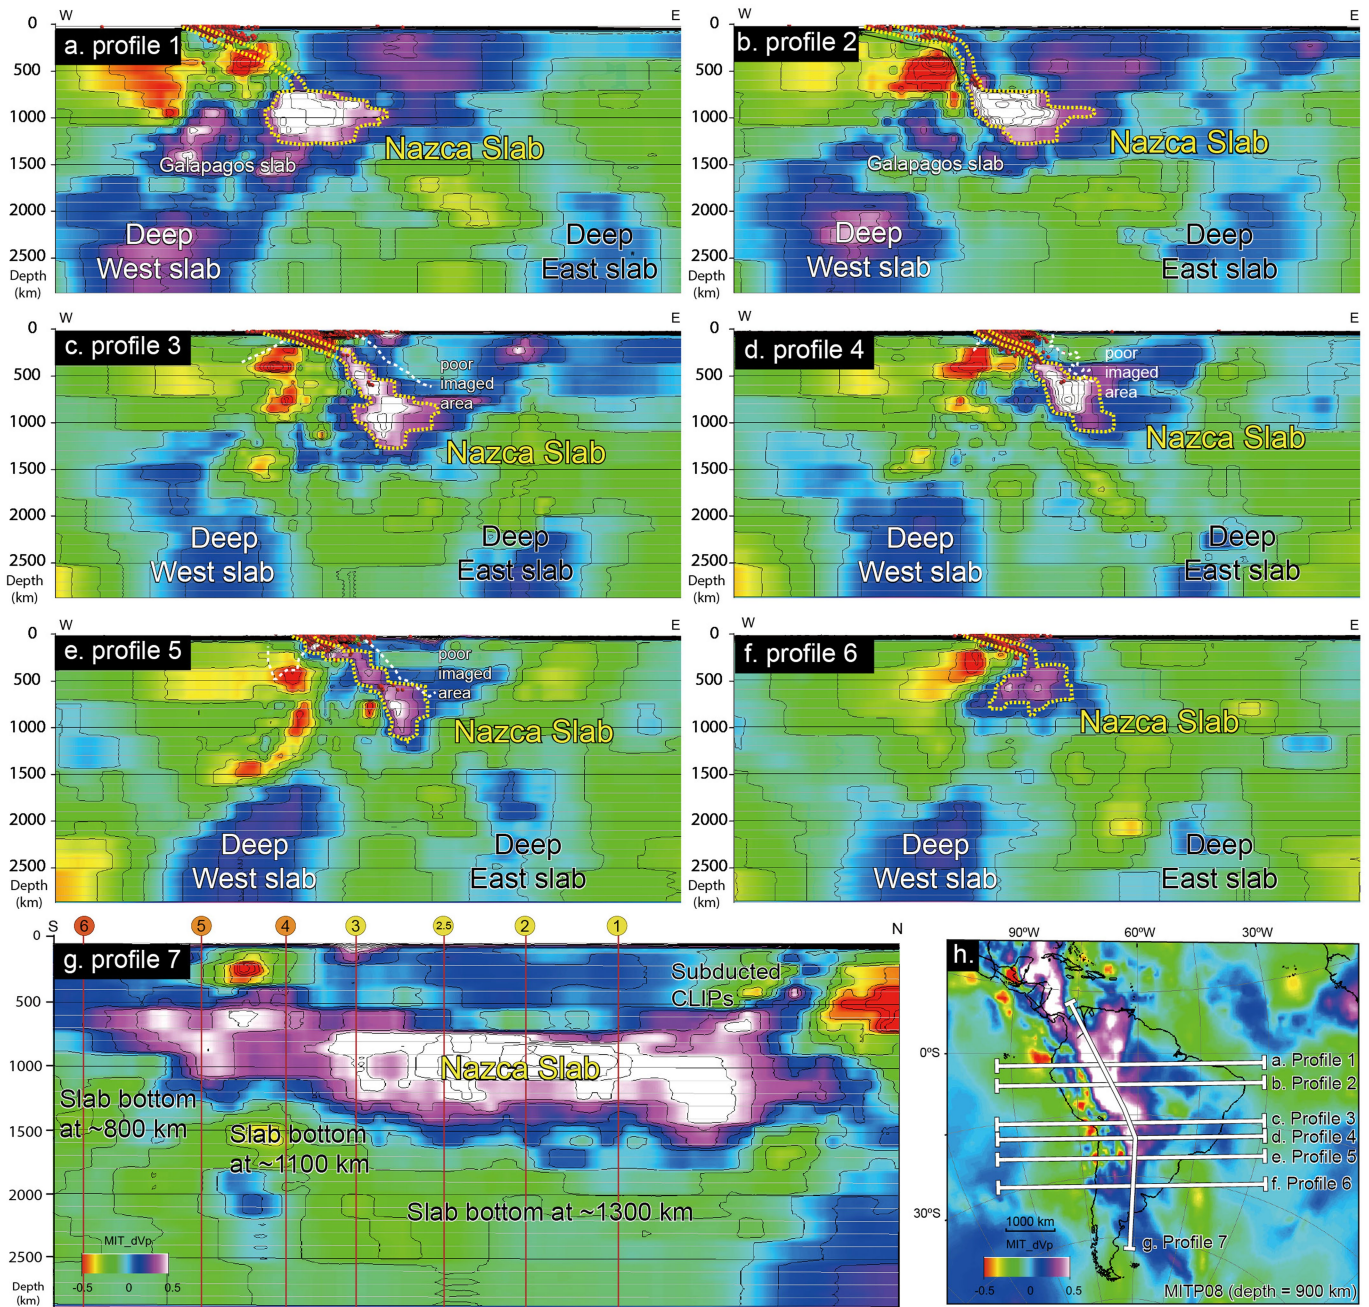 W E
a. profile 1
0
500
1000
1500
2000
2500
Depth
(km)
Nazca Slab
Galapagos slab
Deep
West slab
Deep
East slab
W E
b. profile 2
0
500
1000
1500
2000
2500
Depth
(km)
Nazca Slab
Galapagos slab
Deep
West slab
Deep
East slab
W E
c. profile 3
0
500
1000
1500
2000
2500
Depth
(km)
poor
imaged
area
Nazca Slab
Deep
West slab
Deep
East slab
W E
d. profile 4
0
500
1000
1500
2000
2500
Depth
(km)
poor
imaged
area
Nazca Slab
Deep
West slab
Deep
East slab
W E
e. profile 5
0
500
1000
1500
2000
2500
Depth
(km)
poor
imaged
area
Nazca Slab
Deep
West slab
Deep
East slab
W E
f. profile 6
0
500
1000
1500
2000
2500
Depth
(km)
Nazca Slab
Deep
West slab
Deep
East slab
S 6 5 4 3 2.5 2 1 N
g. profile 7
0
500
1000
1500
2000
2500
Depth
(km)
Subducted
CLIPs
Nazca Slab
Slab bottom
at ~800 km
Slab bottom
at ~1100 km
Slab bottom at ~1300 km
MIT_dVp
-0.5 0 0.5
h.
90ºW 60ºW 30ºW
0ºS
30ºS
a. Profile 1
b. Profile 2
c. Profile 3
d. Profile 4
e. Profile 5
f. Profile 6
g. Profile 7
1000 km
MIT_dVp
-0.5 0 0.5
MITP08 (depth = 900 km)